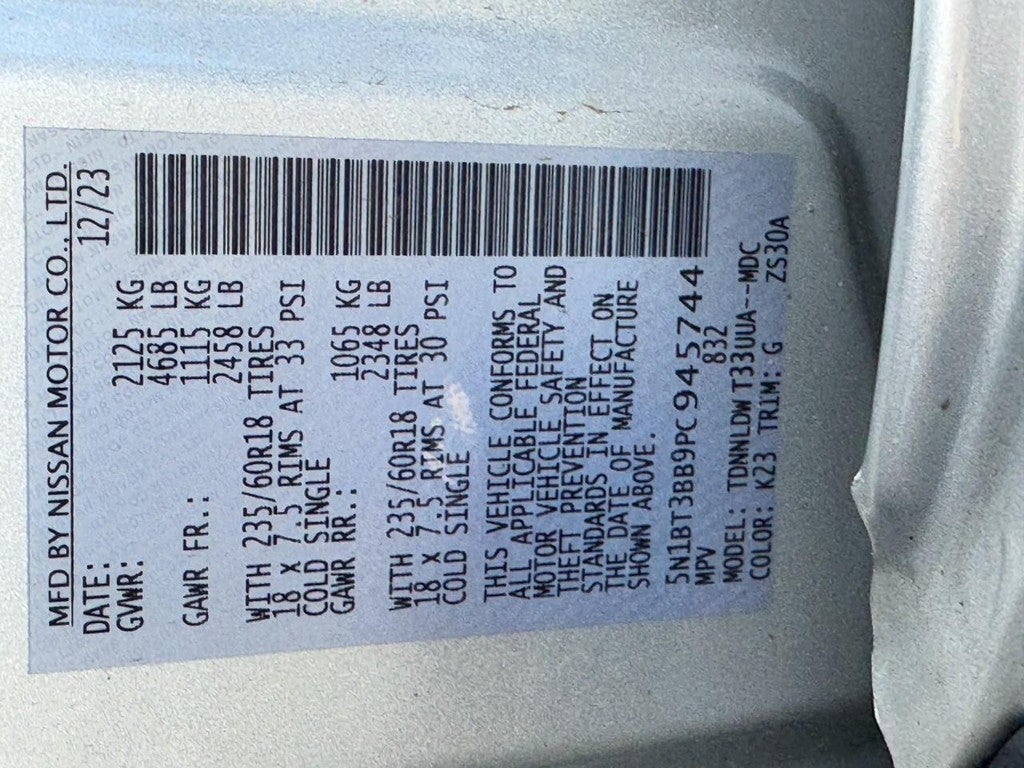 MFD BY NISSAN MOTOR CO., LTD.
DATE: 12/23
GVWR: 2125 KG
4685 LB
GAWR FR.: 1115 KG
2458 LB
WITH 235/60R18 TIRES
18 X 7.5 RIMS AT 33 PSI
COLD SINGLE
GAWR RR.: 1065 KG
2348 LB
WITH 235/60R18 TIRES
18 X 7.5 RIMS AT 30 PSI
COLD SINGLE
THIS VEHICLE CONFORMS TO
ALL APPLICABLE FEDERAL
MOTOR VEHICLE SAFETY AND
THEFT PREVENTION
STANDARDS IN EFFECT ON
THE DATE OF MANUFACTURE
SHOWN ABOVE.
5N1BT3BB9PC945744
MPV 832
MODEL: TDNNLDW T33UUA--MDC
COLOR: K23 TRIM: G ZS30A